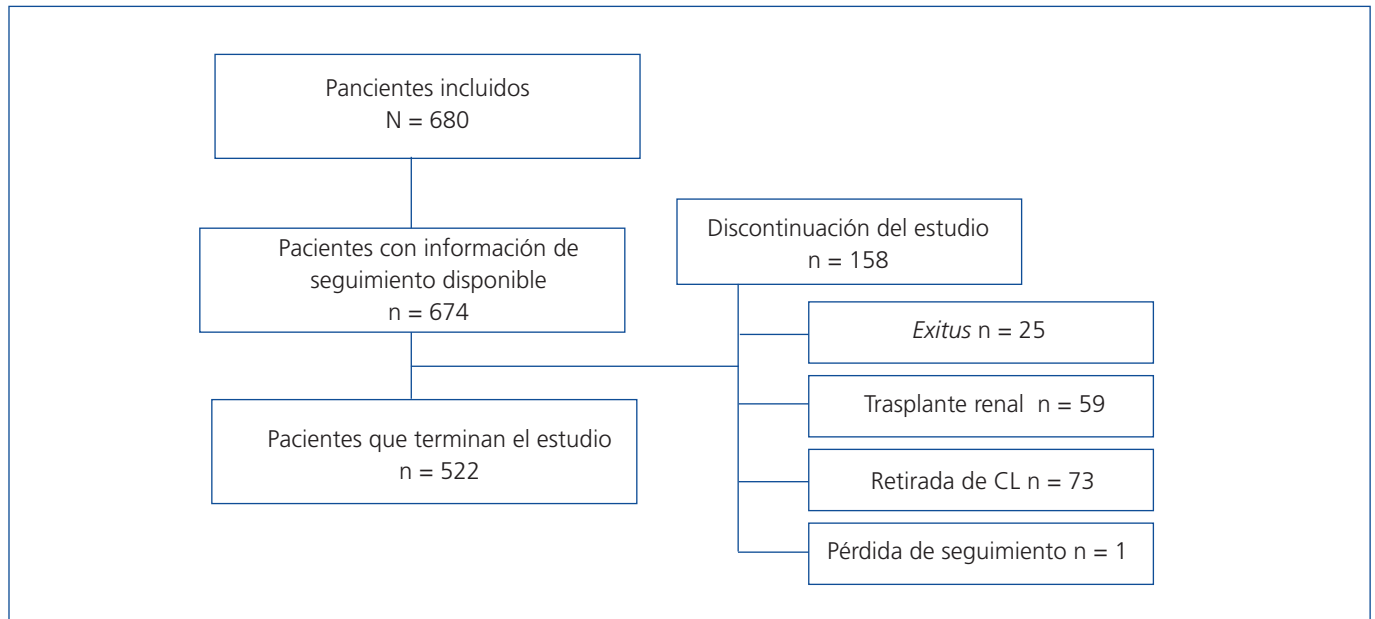 Pancientes incluidos
N = 680
Pacientes con información de
seguimiento disponible
n = 674
Discontinuación del estudio
n = 158
Exitus n = 25
Trasplante renal n = 59
Retirada de CL n = 73
Pérdida de seguimiento n = 1
Pacientes que terminan el estudio
n = 522